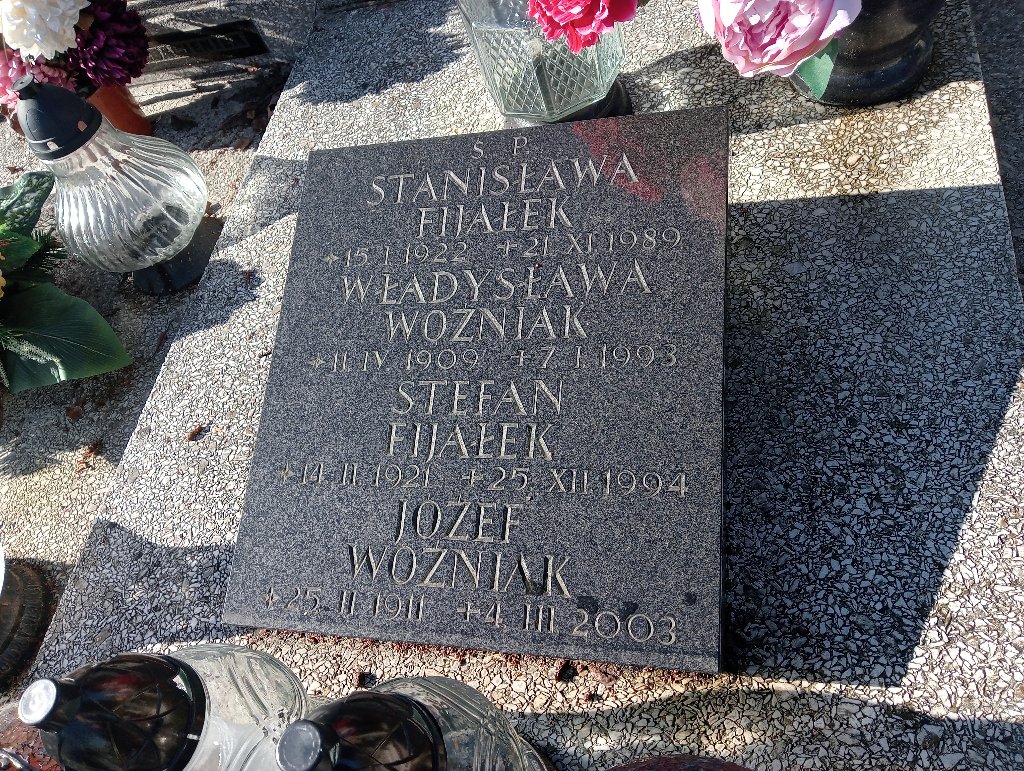 Ś P
STANISŁAWA
FIJAŁEK
*15 I 1922 +21 XI 1989
WŁADYSŁAWA
WOŹNIAK
*11 IV 1909 +7 I 1993
STEFAN
FIJAŁEK
*14 II 1921 +25 XII 1994
JÓZEF
WOŹNIAK
*25 II 1911 +4 III 2003